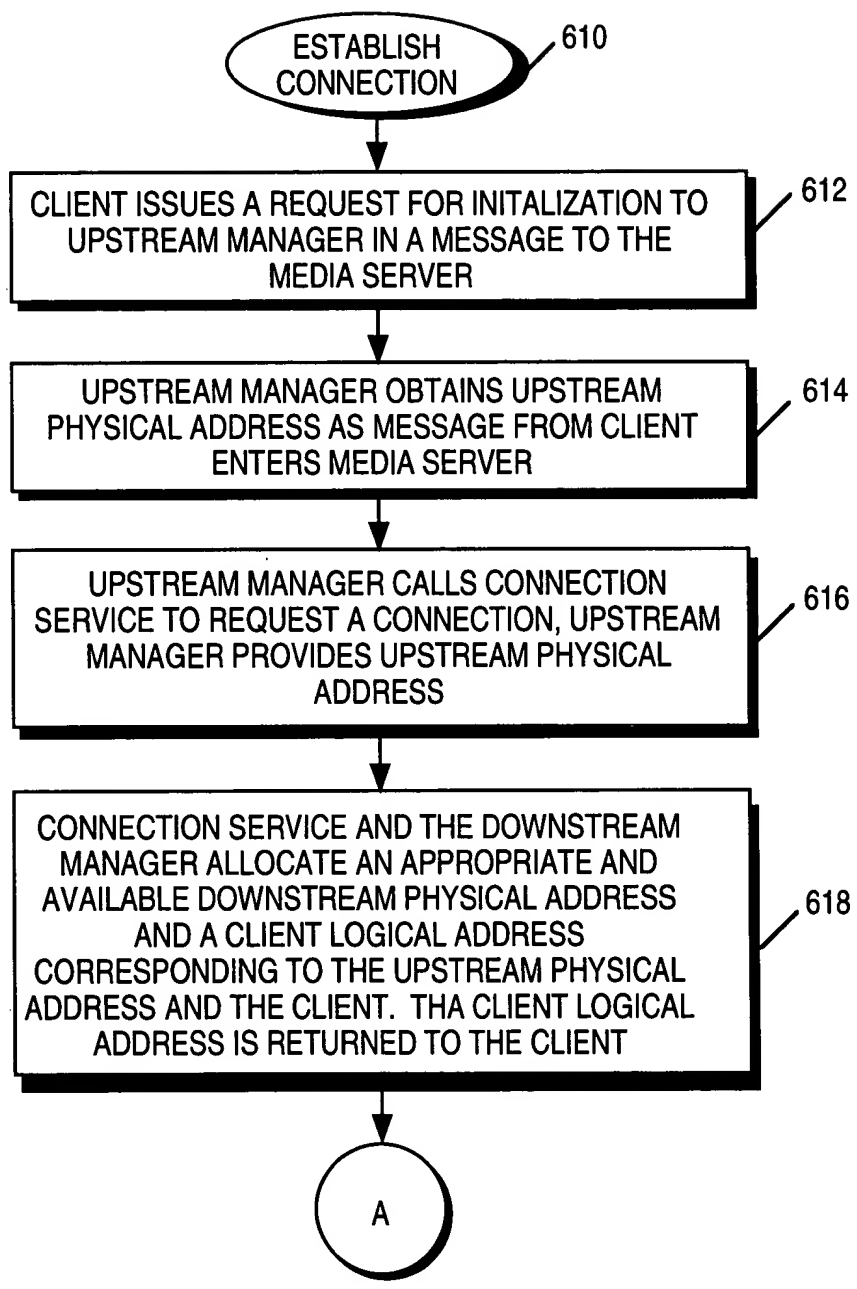 ESTABLISH
CONNECTION
610
CLIENT ISSUES A REQUEST FOR INITALIZATION TO
UPSTREAM MANAGER IN A MESSAGE TO THE
MEDIA SERVER
612
UPSTREAM MANAGER OBTAINS UPSTREAM
PHYSICAL ADDRESS AS MESSAGE FROM CLIENT
ENTERS MEDIA SERVER
614
UPSTREAM MANAGER CALLS CONNECTION
SERVICE TO REQUEST A CONNECTION, UPSTREAM
MANAGER PROVIDES UPSTREAM PHYSICAL
ADDRESS
616
CONNECTION SERVICE AND THE DOWNSTREAM
MANAGER ALLOCATE AN APPROPRIATE AND
AVAILABLE DOWNSTREAM PHYSICAL ADDRESS
AND A CLIENT LOGICAL ADDRESS
CORRESPONDING TO THE UPSTREAM PHYSICAL
ADDRESS AND THE CLIENT. THA CLIENT LOGICAL
ADDRESS IS RETURNED TO THE CLIENT
618
A